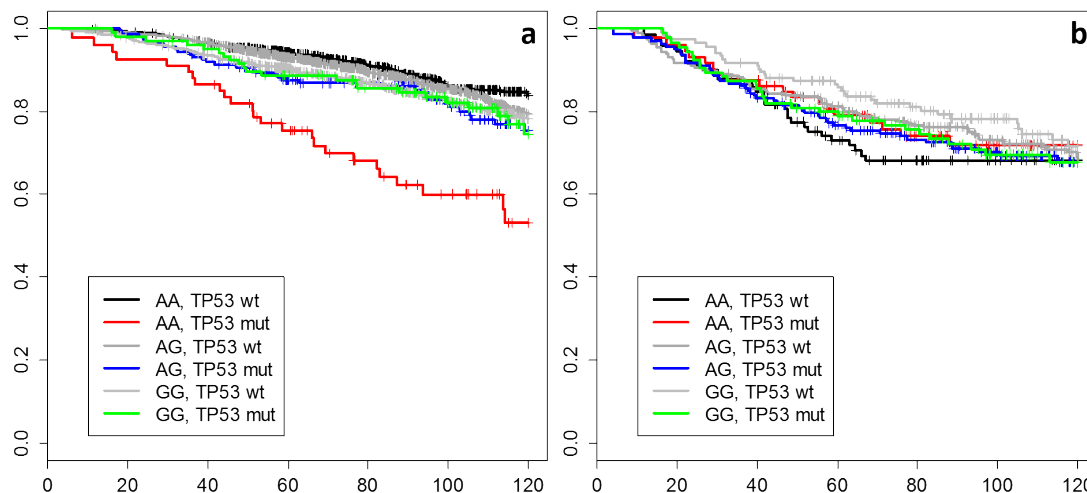 a
1.0
0.8
0.6
0.4
0.2
0.0
AA, TP53 wt
AA, TP53 mut
AG, TP53 wt
AG, TP53 mut
GG, TP53 wt
GG, TP53 mut
0 20 40 60 80 100 120
b
1.0
0.8
0.6
0.4
0.2
0.0
AA, TP53 wt
AA, TP53 mut
AG, TP53 wt
AG, TP53 mut
GG, TP53 wt
GG, TP53 mut
0 20 40 60 80 100 120